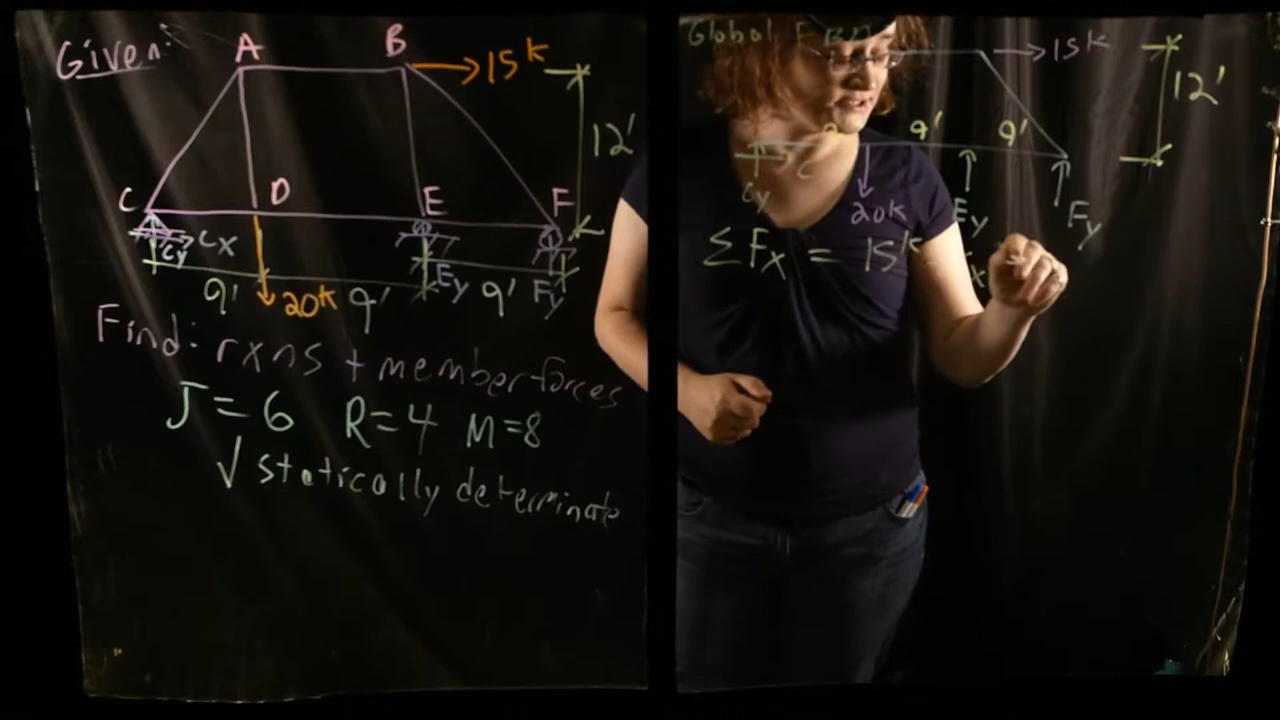 Given:
A B → 15k
12'
C D E F
Cx
Cy Ey Fy
9' 20k 9' 9'
Find: rxns + member forces
J = 6 R=4 M=8
√ statically determinate
Global FBD
→ 15k
12'
9' 9'
C
Cy 20k Ey Fy
ΣFx = 15k